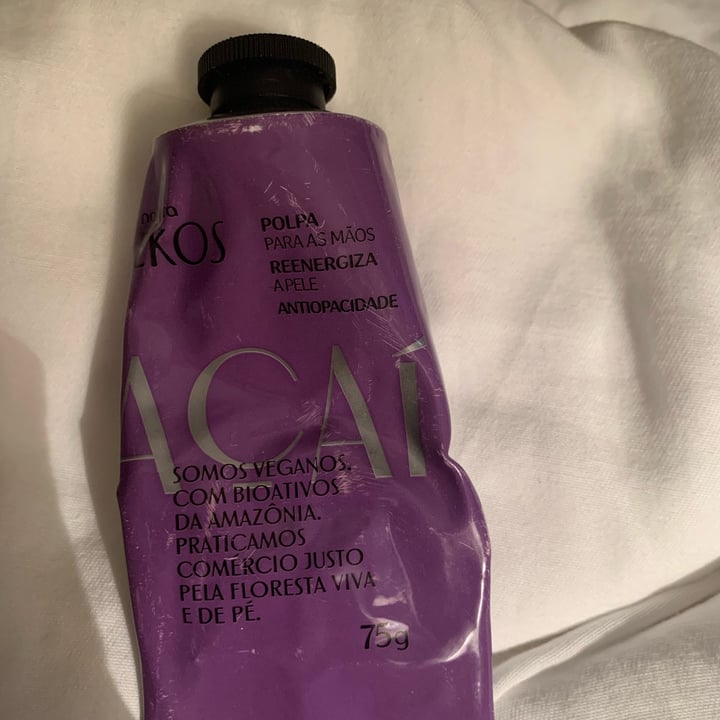 natura
EKOS
POLPA
PARA AS MÃOS
REENERGIZA
A PELE
ANTIOPACIDADE
AÇAÍ
SOMOS VEGANOS.
COM BIOATIVOS
DA AMAZÔNIA.
PRATICAMOS
COMÉRCIO JUSTO
PELA FLORESTA VIVA
E DE PÉ.
75g